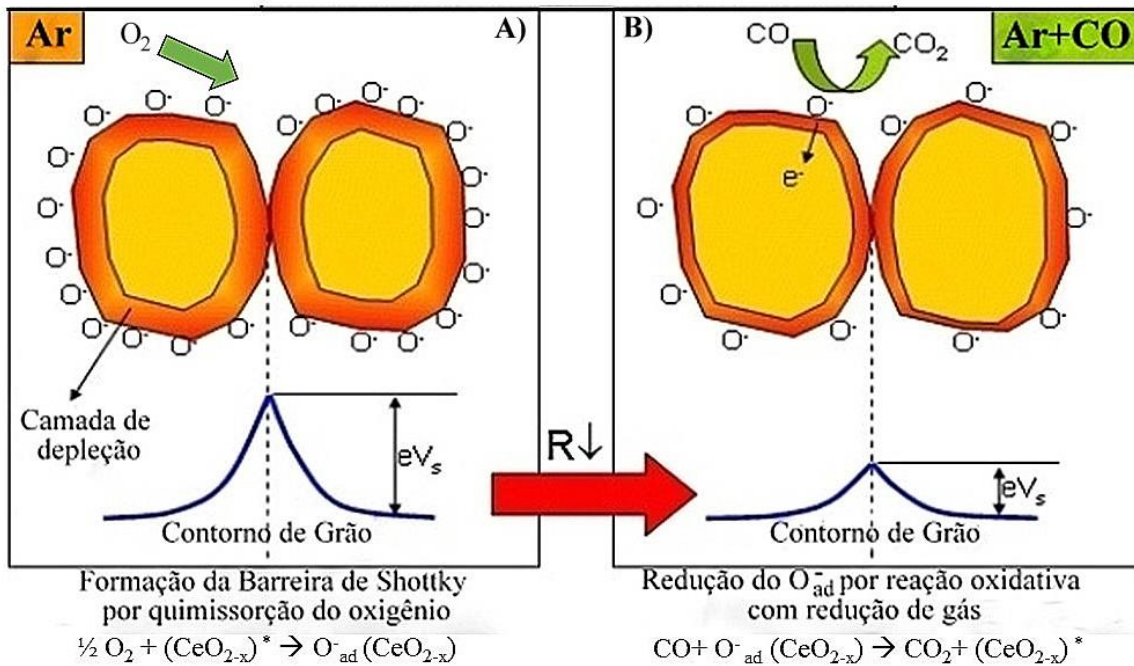 Ar
O₂
A)
O⁻ O⁻ O⁻ O⁻ O⁻ O⁻ O⁻ O⁻ O⁻ O⁻ O⁻
O⁻ O⁻ O⁻ O⁻ O⁻ O⁻ O⁻ O⁻ O⁻ O⁻ O⁻ O⁻ O⁻
Camada de
depleção
eVₛ
Contorno de Grão
Formação da Barreira de Shottky
por quimissorção do oxigênio
½ O₂ + (CeO₂₋ₓ)* → O⁻ad (CeO₂₋ₓ)
R↓
B)
CO
CO₂
Ar+CO
O⁻ O⁻ O⁻ O⁻ O⁻ O⁻ O⁻ O⁻
e⁻
O⁻ O⁻ O⁻ O⁻ O⁻ O⁻
eVₛ
Contorno de Grão
Redução do O⁻ad por reação oxidativa
com redução de gás
CO+ O⁻ad (CeO₂₋ₓ) → CO₂+ (CeO₂₋ₓ)*